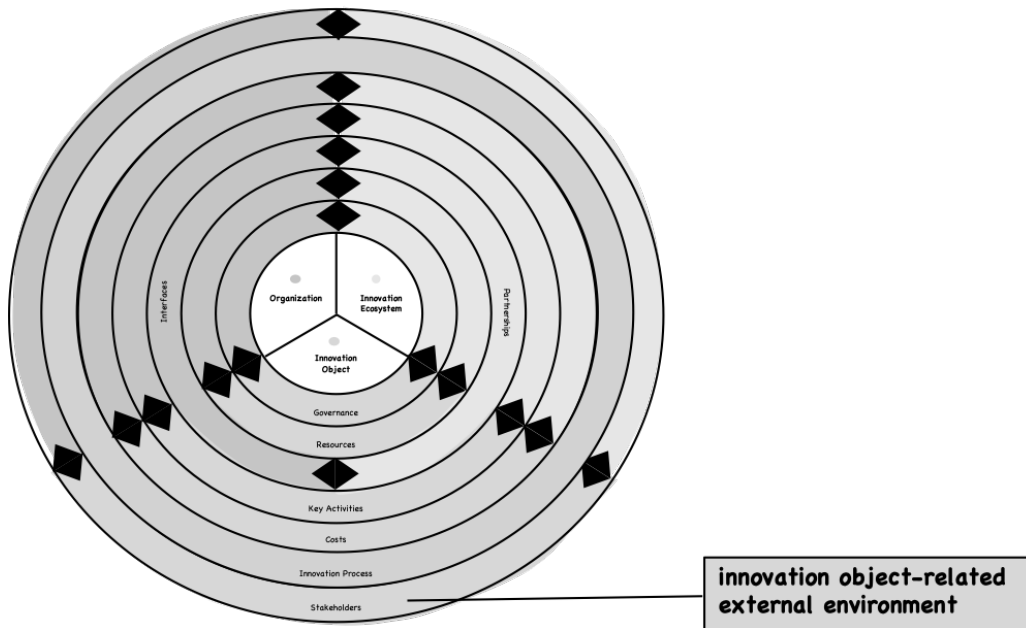 Organization
Innovation
Ecosystem
Innovation
Object
Interfaces
Partnerships
Governance
Resources
Key Activities
Costs
Innovation Process
Stakeholders
innovation object-related
external environment